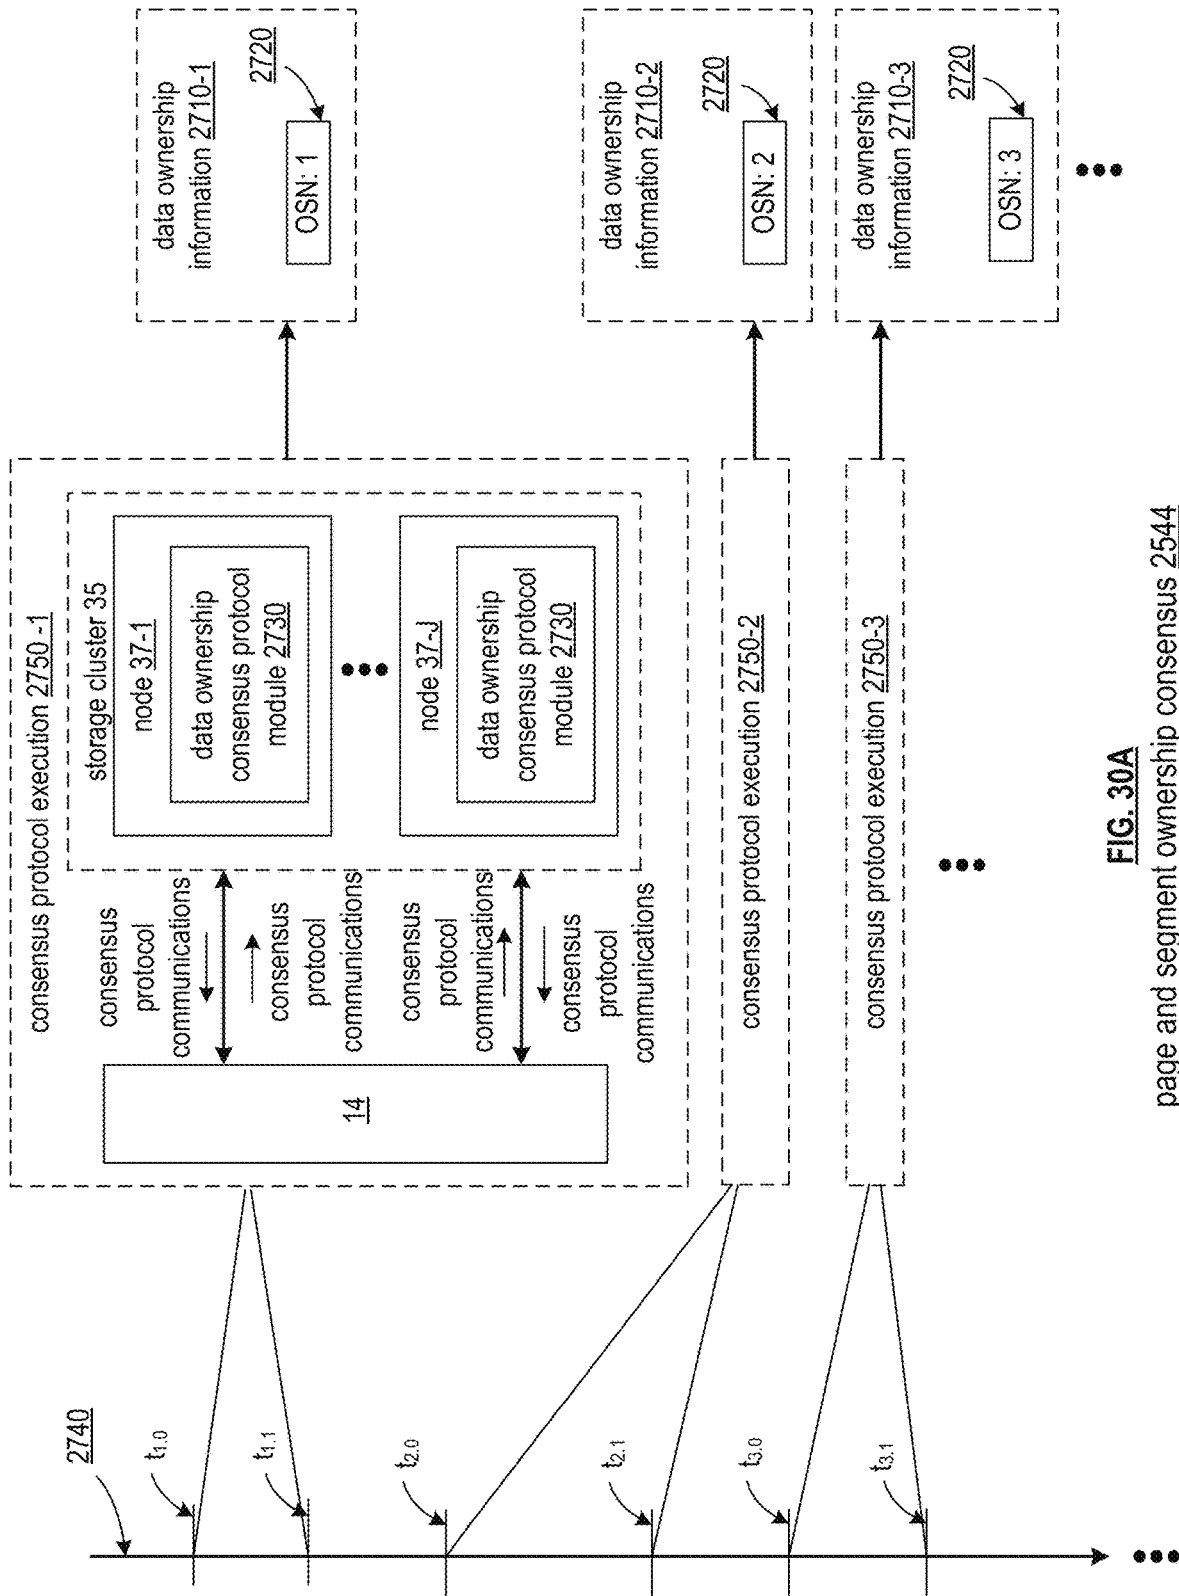 2740
t1.0
t1.1
t2.0
t2.1
t3.0
t3.1
consensus protocol execution 2750-1
14
consensus
protocol
communications
consensus
protocol
communications
consensus
protocol
communications
consensus
protocol
communications
storage cluster 35
node 37-1
data ownership
consensus protocol
module 2730
node 37-J
data ownership
consensus protocol
module 2730
consensus protocol execution 2750-2
consensus protocol execution 2750-3
data ownership
information 2710-1
OSN: 1
2720
data ownership
information 2710-2
OSN: 2
2720
data ownership
information 2710-3
OSN: 3
2720
FIG. 30A
page and segment ownership consensus 2544